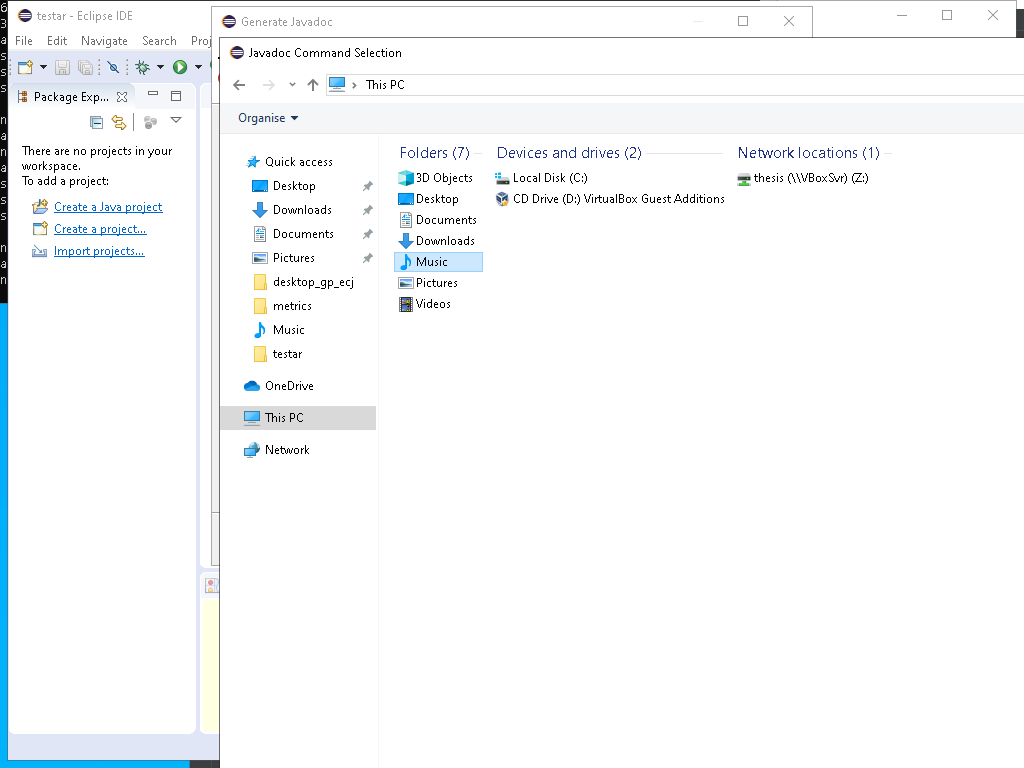 testar - Eclipse IDE
Generate Javadoc
File Edit Navigate Search Proj
Javadoc Command Selection
This PC
Organise
Package Exp...
There are no projects in your
workspace.
To add a project:
Create a Java project
Create a project...
Import projects...
Quick access
Desktop
Downloads
Documents
Pictures
desktop_gp_ecj
metrics
Music
testar
OneDrive
This PC
Network
Folders (7)
3D Objects
Desktop
Documents
Downloads
Music
Pictures
Videos
Devices and drives (2)
Local Disk (C:)
CD Drive (D:) VirtualBox Guest Additions
Network locations (1)
thesis (\\VBoxSvr) (Z:)